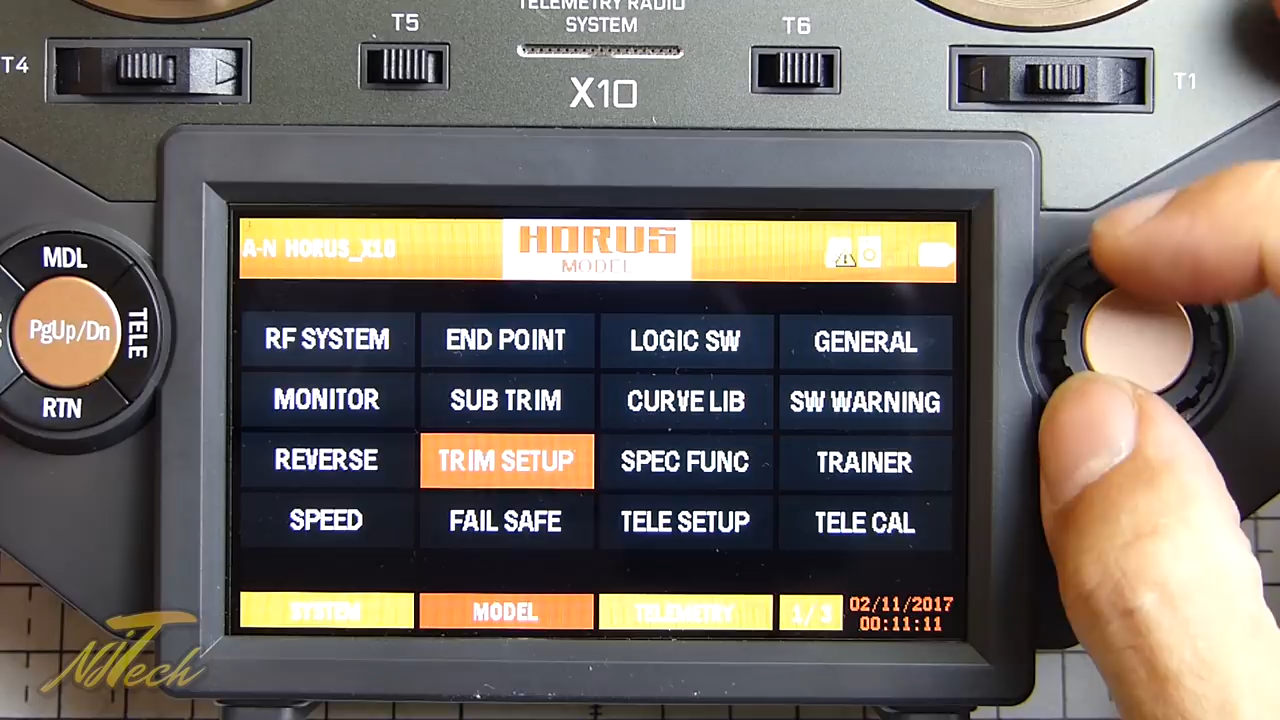 TELEMETRY RADIO
SYSTEM
T5
T6
T4
T1
X10
A-N HORUS_X10
HORUS
MODEL
MDL
PgUp/Dn
TELE
RTN
RF SYSTEM
END POINT
LOGIC SW
GENERAL
MONITOR
SUB TRIM
CURVE LIB
SW WARNING
REVERSE
TRIM SETUP
SPEC FUNC
TRAINER
SPEED
FAIL SAFE
TELE SETUP
TELE CAL
SYSTEM
MODEL
TELEMETRY
1/3
02/11/2017
00:11:11
NJTech